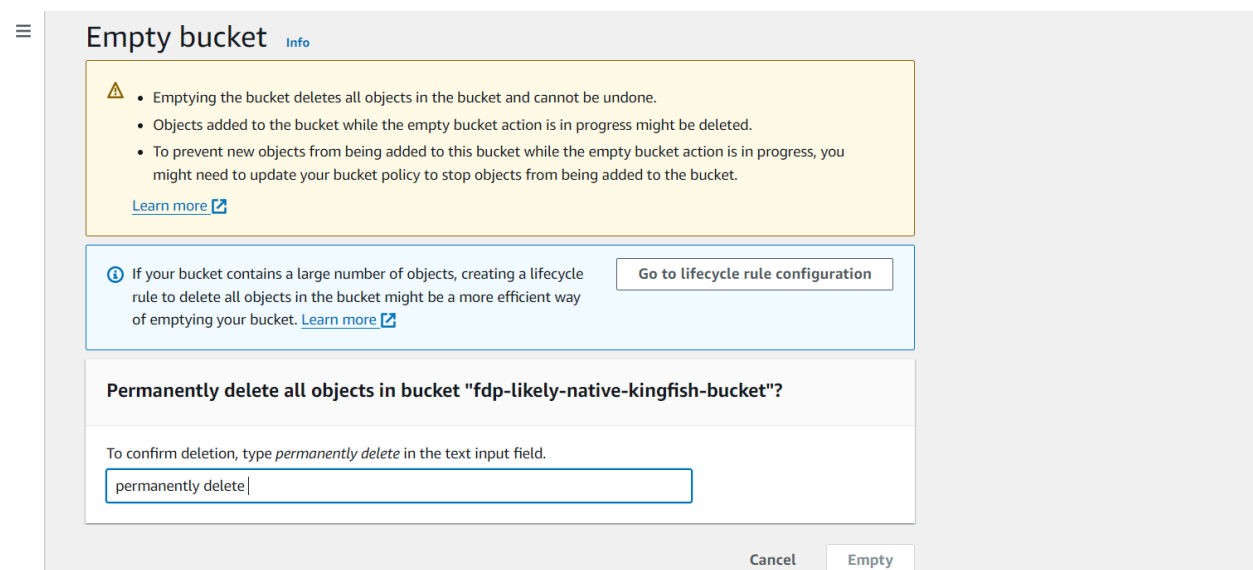 Empty bucket Info
• Emptying the bucket deletes all objects in the bucket and cannot be undone.
• Objects added to the bucket while the empty bucket action is in progress might be deleted.
• To prevent new objects from being added to this bucket while the empty bucket action is in progress, you
might need to update your bucket policy to stop objects from being added to the bucket.
Learn more
If your bucket contains a large number of objects, creating a lifecycle
rule to delete all objects in the bucket might be a more efficient way
of emptying your bucket. Learn more
Go to lifecycle rule configuration
Permanently delete all objects in bucket "fdp-likely-native-kingfish-bucket"?
To confirm deletion, type permanently delete in the text input field.
permanently delete
Cancel Empty